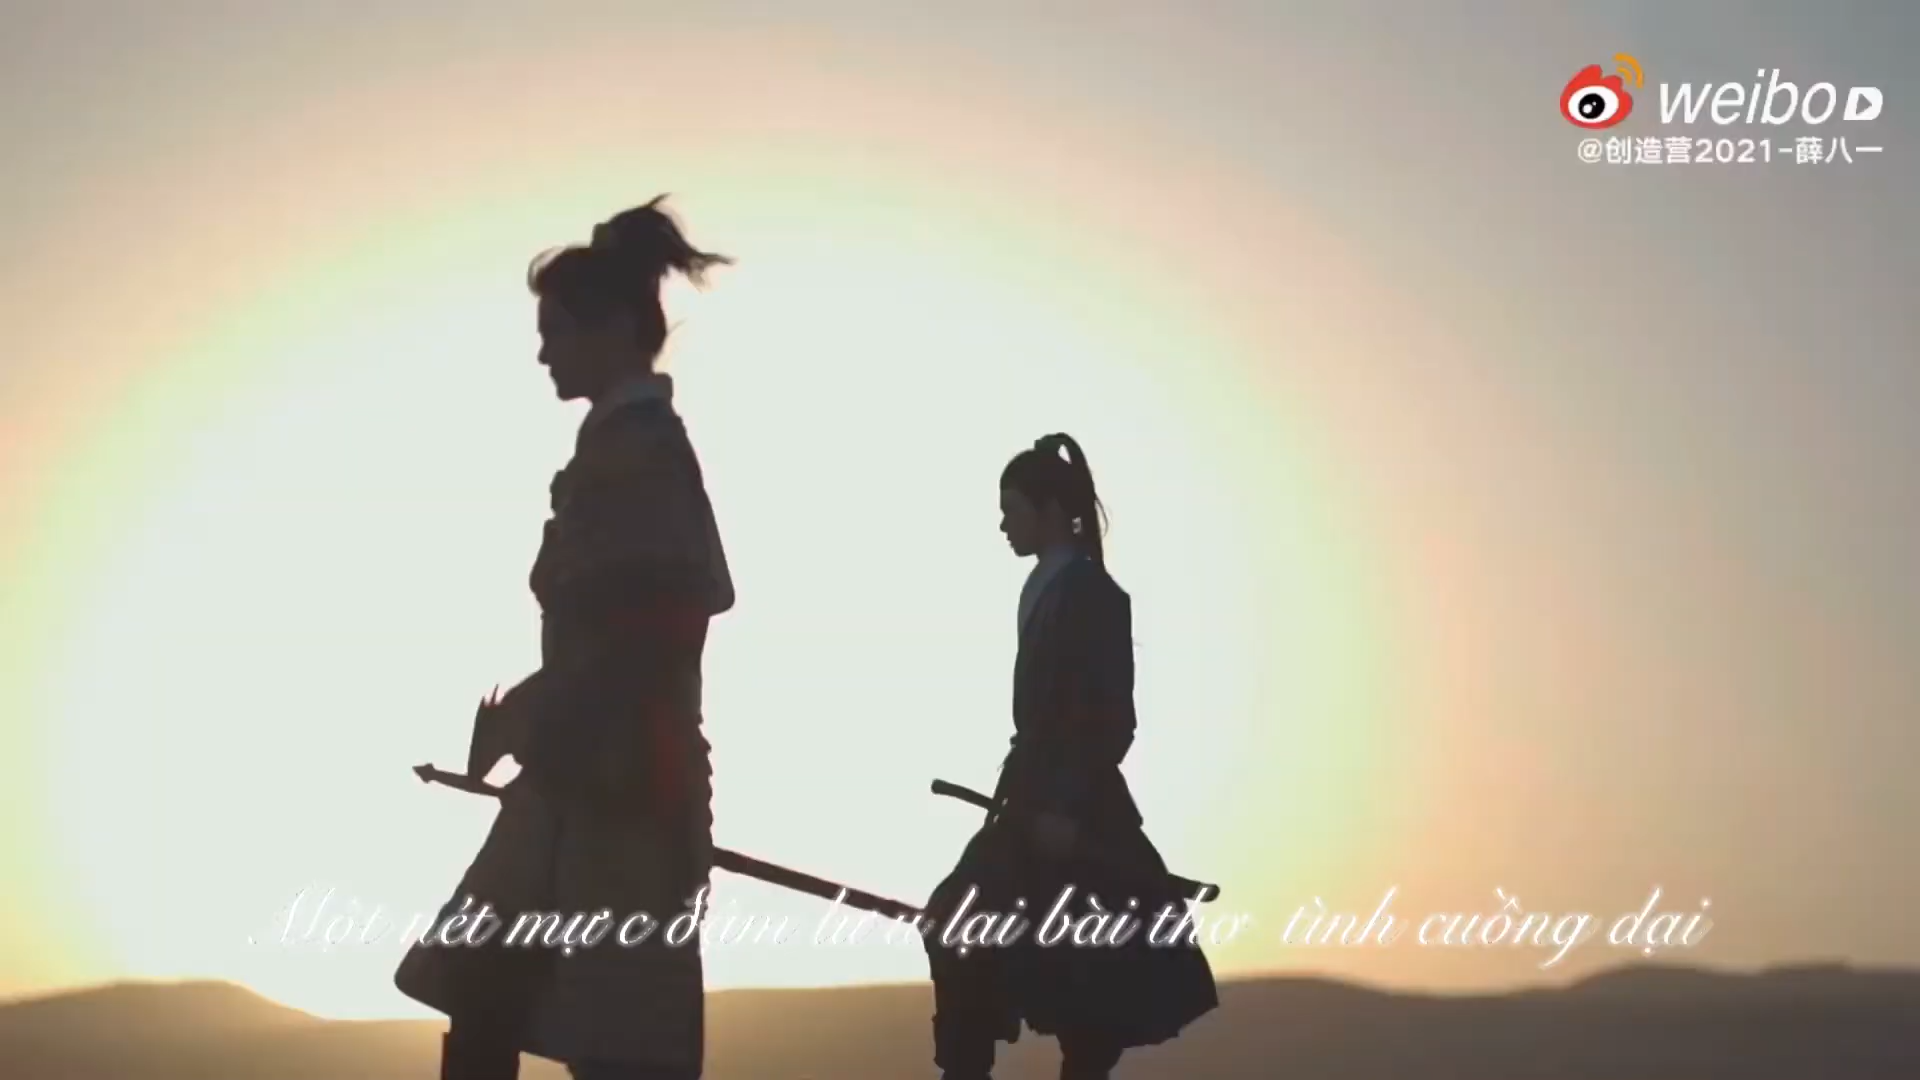 weibo
@创造营2021-薛八一
Một nét mực đậm lưu lại bài thơ tình cuồng dại